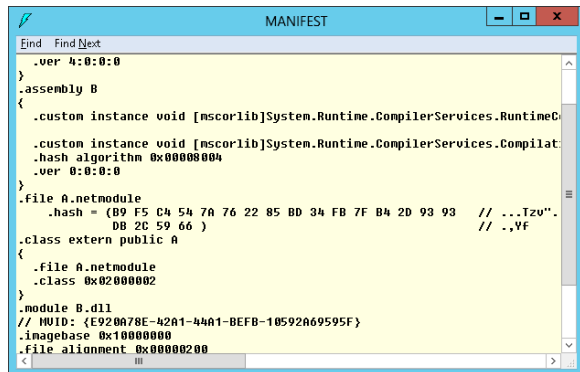 MANIFEST
Find Find Next
.ver 4:0:0:0
}
.assembly B
{
.custom instance void [mscorlib]System.Runtime.CompilerServices.RuntimeCo
.custom instance void [mscorlib]System.Runtime.CompilerServices.Compilat:
.hash algorithm 0x00008004
.ver 0:0:0:0
}
.file A.netmodule
.hash = (B9 F5 C4 54 7A 76 22 85 BD 34 FB 7F B4 2D 93 93 // ...Tzv".
DB 2C 59 66 ) // .,Yf
.class extern public A
{
.file A.netmodule
.class 0x02000002
}
.module B.dll
// MVID: {E920A78E-42A1-44A1-BEFB-10592A69595F}
.imagebase 0x10000000
.file alignment 0x00000200